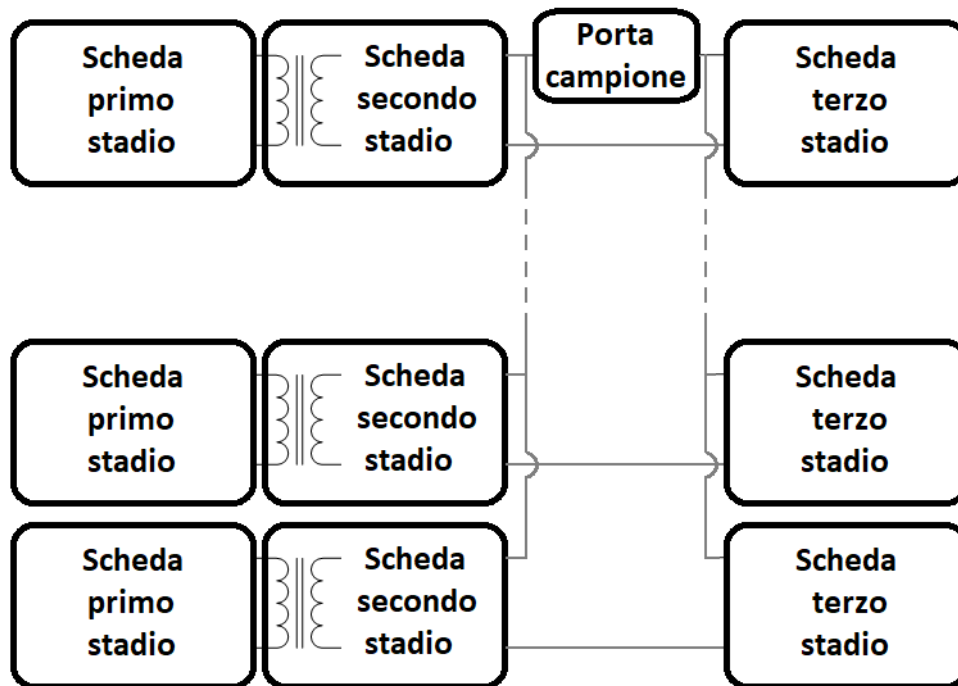 Scheda
primo
stadio
Scheda
secondo
stadio
Porta
campione
Scheda
terzo
stadio
Scheda
primo
stadio
Scheda
secondo
stadio
Scheda
terzo
stadio
Scheda
primo
stadio
Scheda
secondo
stadio
Scheda
terzo
stadio